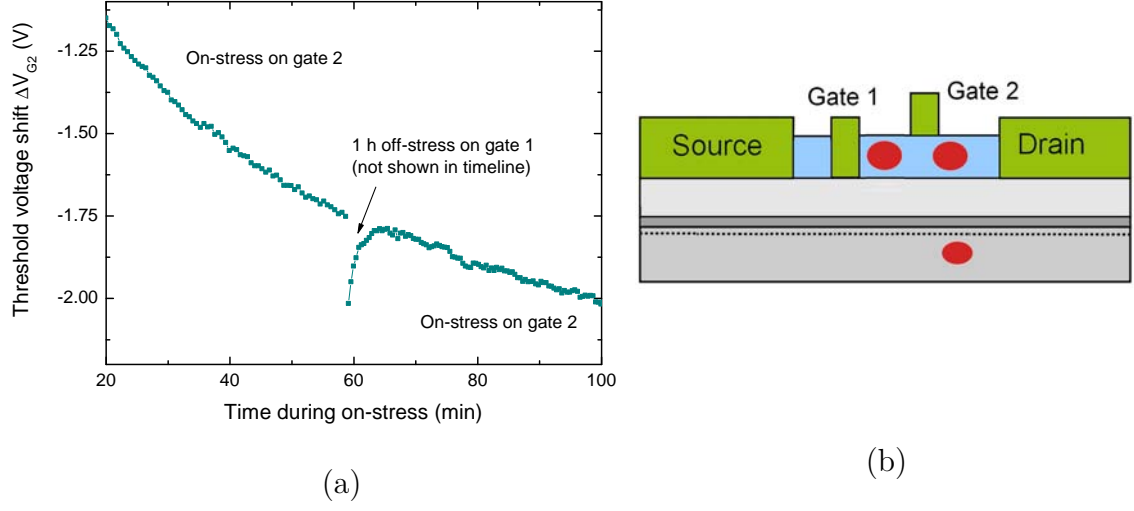 Threshold voltage shift ΔV_G2 (V)
-1.25
-1.50
-1.75
-2.00
On-stress on gate 2
1 h off-stress on gate 1
(not shown in timeline)
On-stress on gate 2
20
40
60
80
100
Time during on-stress (min)
(a)
Gate 1
Gate 2
Source
Drain
(b)